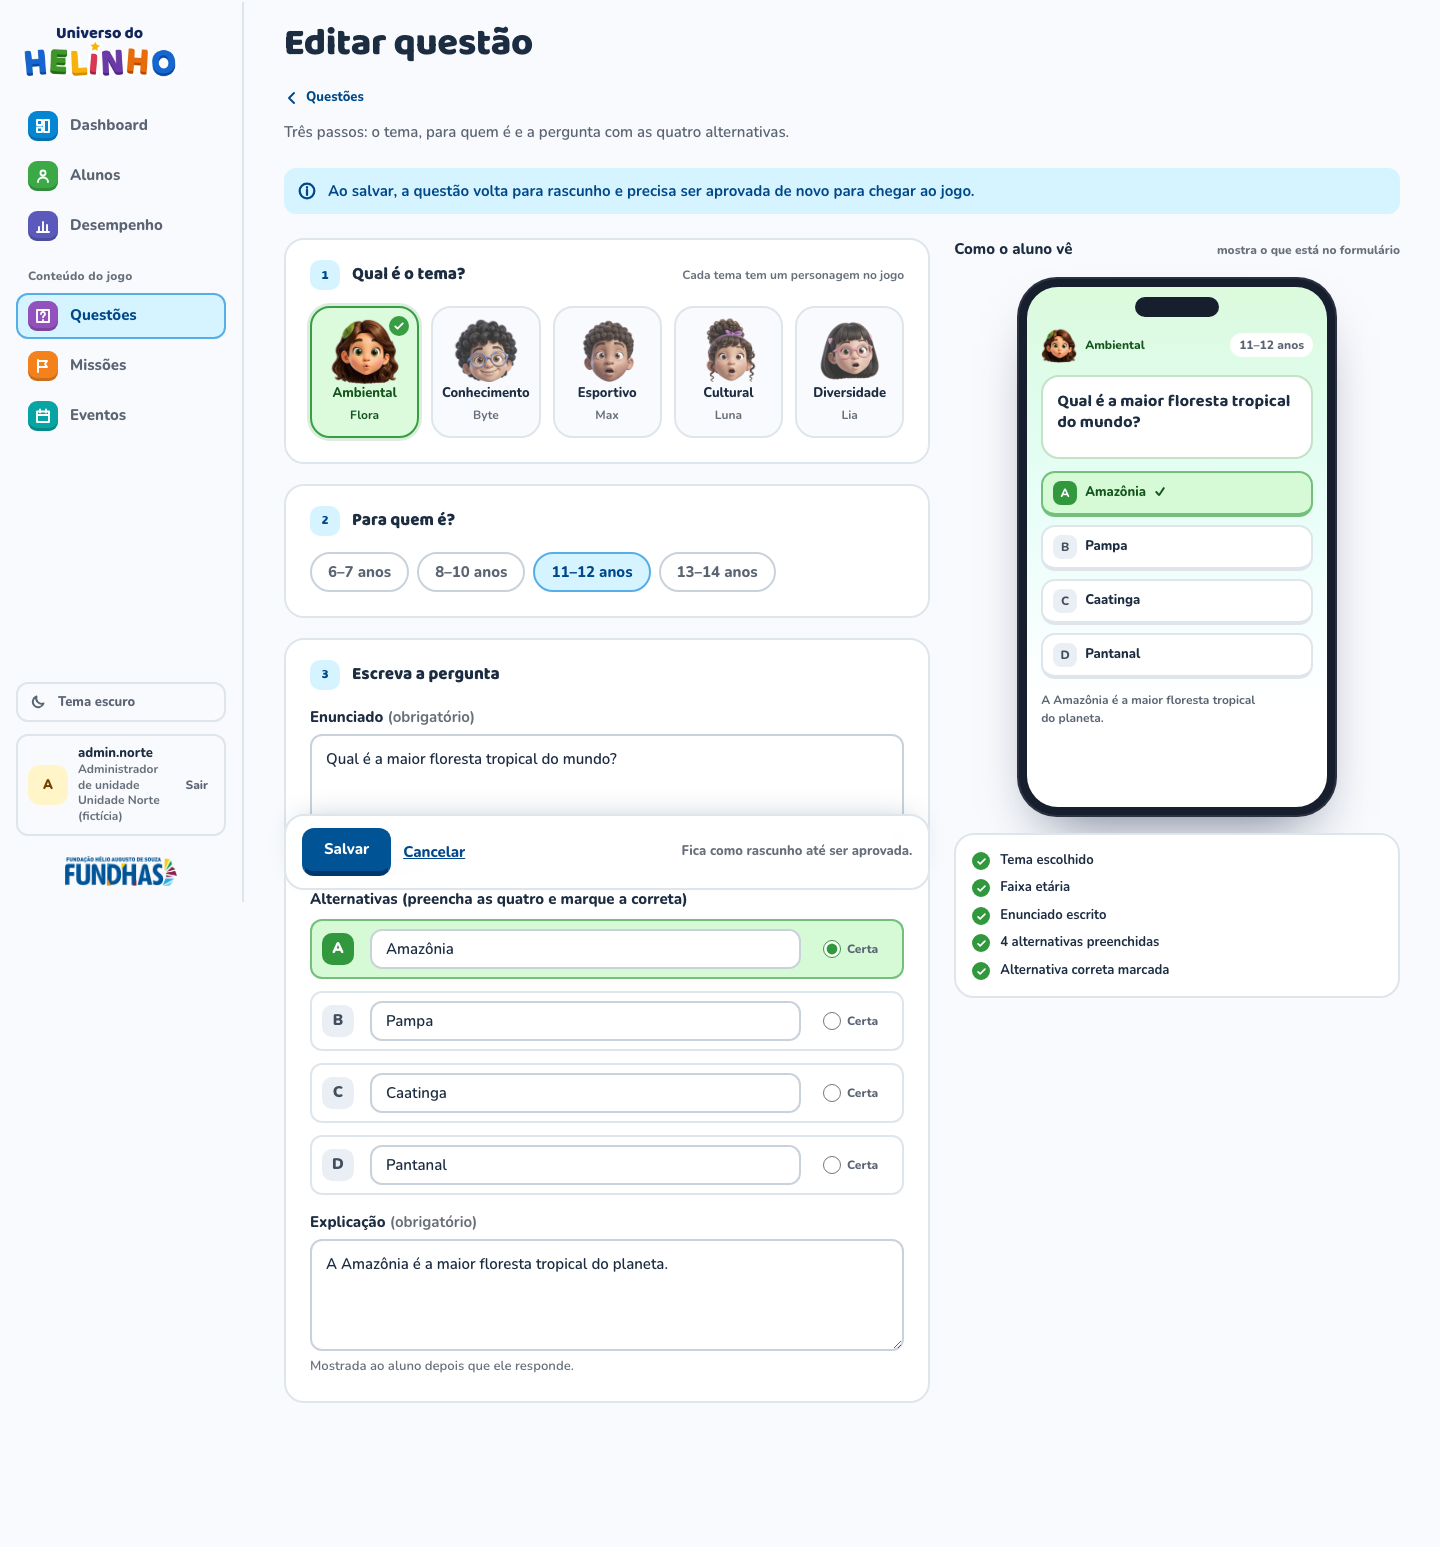 Universo do
HELINHO
Dashboard
Alunos
Desempenho
Conteúdo do jogo
Questões
Missões
Eventos
Tema escuro
A
admin.norte
Administrador
de unidade
Unidade Norte
(fictícia)
Sair
FUNDAÇÃO HÉLIO AUGUSTO DE SOUZA
FUNDHAS
Editar questão
Questões
Três passos: o tema, para quem é e a pergunta com as quatro alternativas.
Ao salvar, a questão volta para rascunho e precisa ser aprovada de novo para chegar ao jogo.
1 Qual é o tema? Cada tema tem um personagem no jogo
Ambiental
Flora
Conhecimento
Byte
Esportivo
Max
Cultural
Luna
Diversidade
Lia
2 Para quem é?
6–7 anos 8–10 anos 11–12 anos 13–14 anos
3 Escreva a pergunta
Enunciado (obrigatório)
Qual é a maior floresta tropical do mundo?
Salvar Cancelar Fica como rascunho até ser aprovada.
Alternativas (preencha as quatro e marque a correta)
A Amazônia Certa
B Pampa Certa
C Caatinga Certa
D Pantanal Certa
Explicação (obrigatório)
A Amazônia é a maior floresta tropical do planeta.
Mostrada ao aluno depois que ele responde.
Como o aluno vê mostra o que está no formulário
Ambiental 11–12 anos
Qual é a maior floresta tropical
do mundo?
A Amazônia
B Pampa
C Caatinga
D Pantanal
A Amazônia é a maior floresta tropical
do planeta.
Tema escolhido
Faixa etária
Enunciado escrito
4 alternativas preenchidas
Alternativa correta marcada